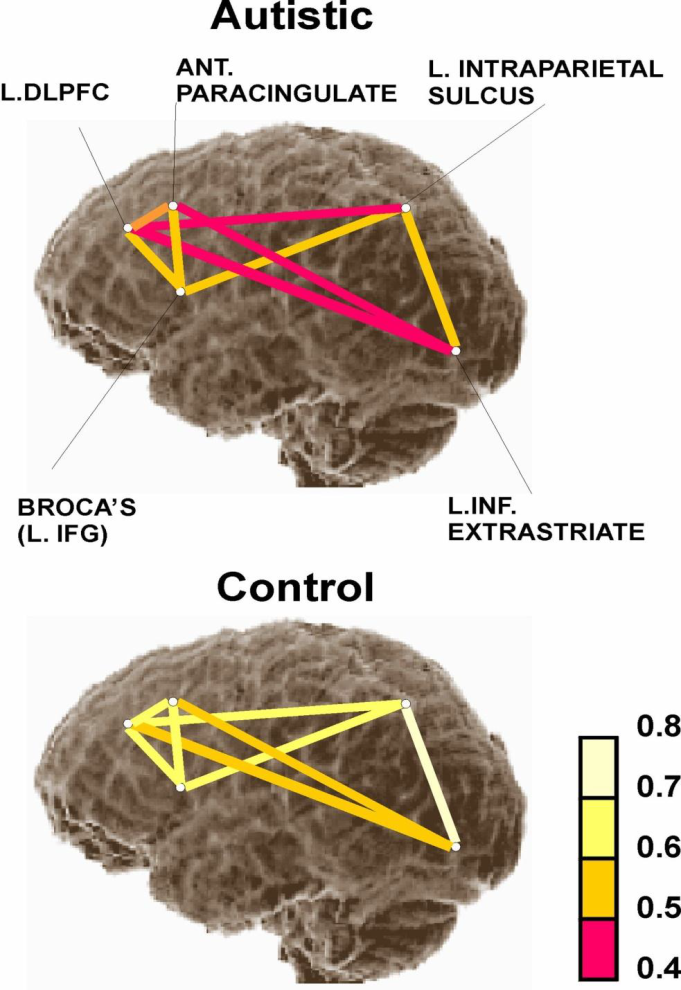 Autistic
L.DLPFC
ANT.
PARACINGULATE
L. INTRAPARIETAL
SULCUS
BROCA'S
(L. IFG)
L.INF.
EXTRASTRIATE
Control
0.8
0.7
0.6
0.5
0.4